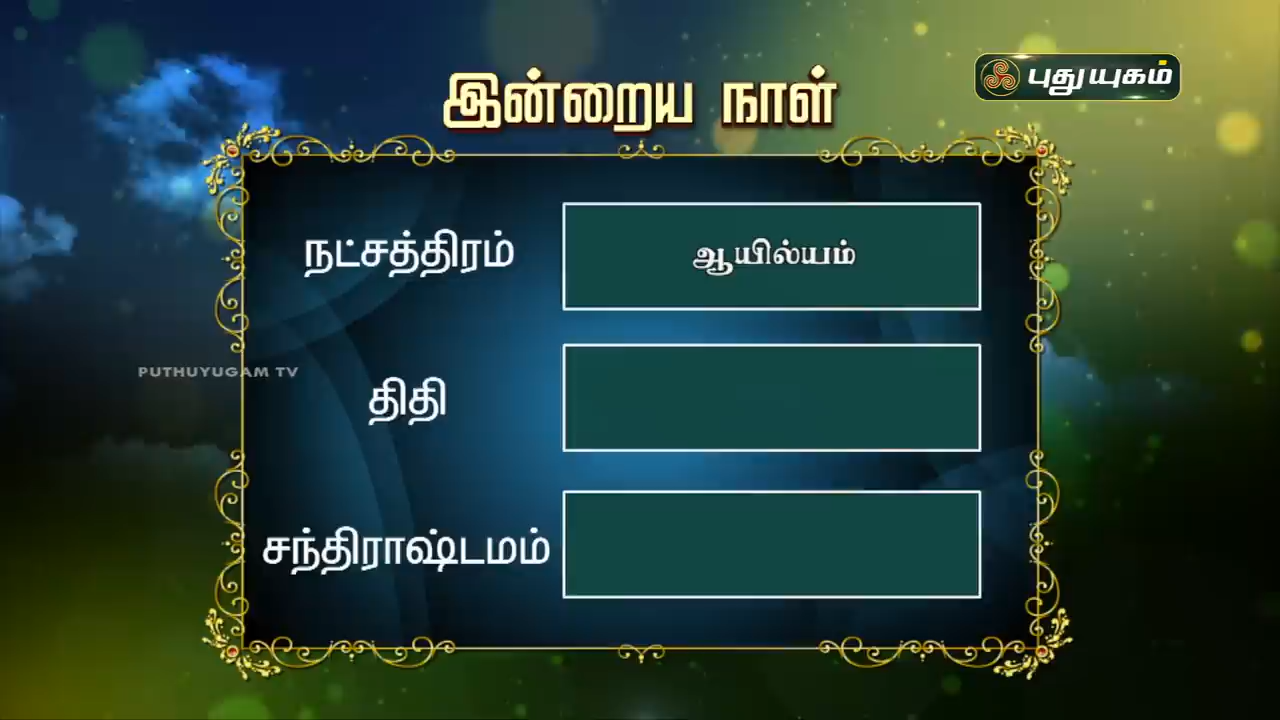 இன்றைய நாள்
புதுயுகம்
நட்சத்திரம்
ஆயில்யம்
PUTHUYUGAM TV
திதி
சந்திராஷ்டமம்